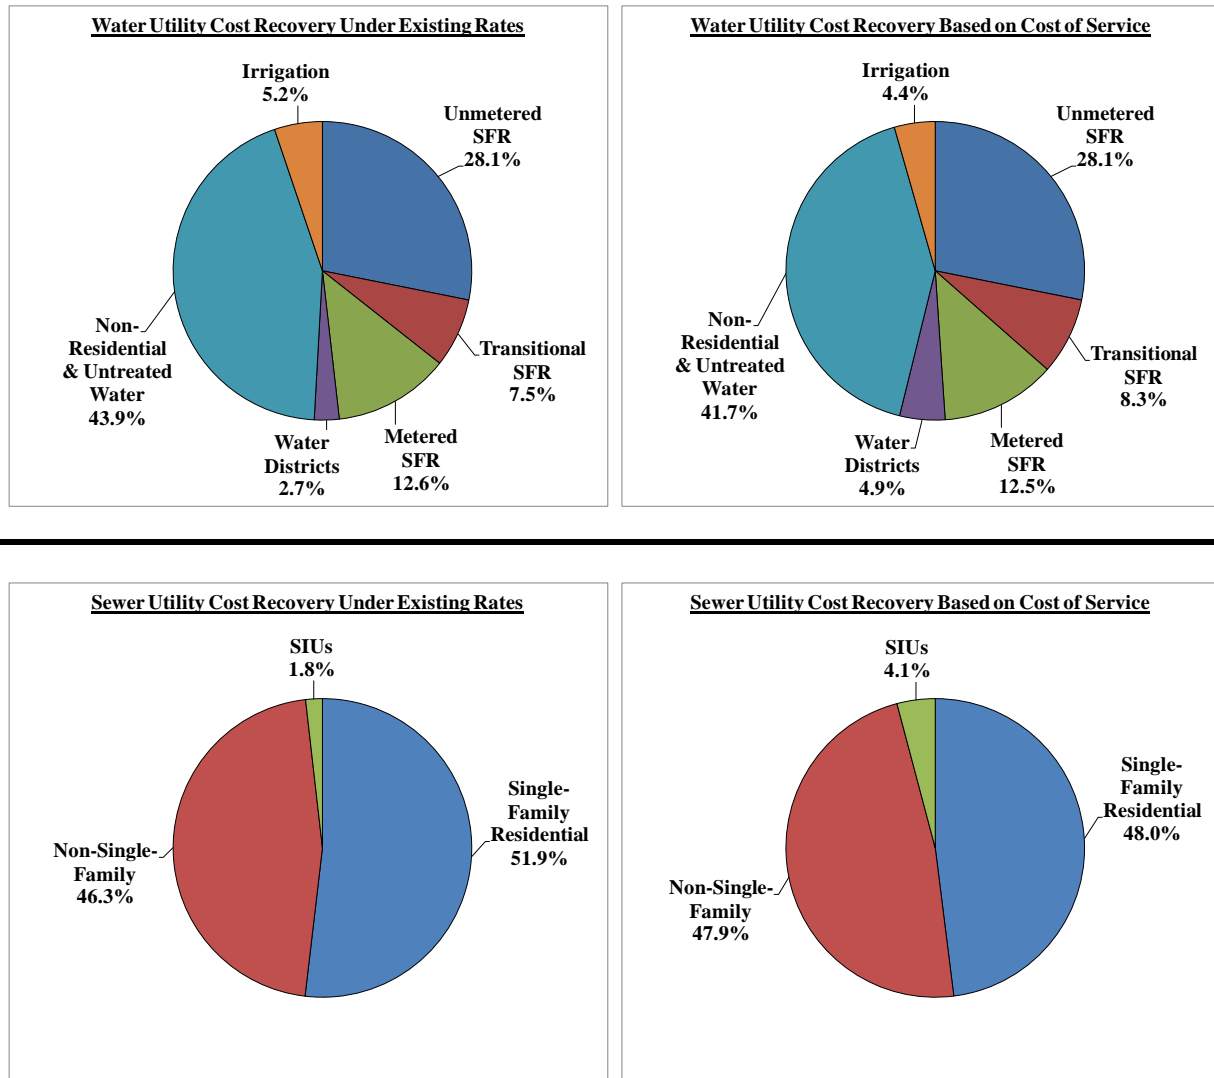 Water Utility Cost Recovery Under Existing Rates
Irrigation
5.2%
Unmetered
SFR
28.1%
Transitional
SFR
7.5%
Metered
SFR
12.6%
Water
Districts
2.7%
Non-
Residential
& Untreated
Water
43.9%
Water Utility Cost Recovery Based on Cost of Service
Irrigation
4.4%
Unmetered
SFR
28.1%
Transitional
SFR
8.3%
Metered
SFR
12.5%
Water
Districts
4.9%
Non-
Residential
& Untreated
Water
41.7%
Sewer Utility Cost Recovery Under Existing Rates
SIUs
1.8%
Single-
Family
Residential
51.9%
Non-Single-
Family
46.3%
Sewer Utility Cost Recovery Based on Cost of Service
SIUs
4.1%
Single-
Family
Residential
48.0%
Non-Single-
Family
47.9%